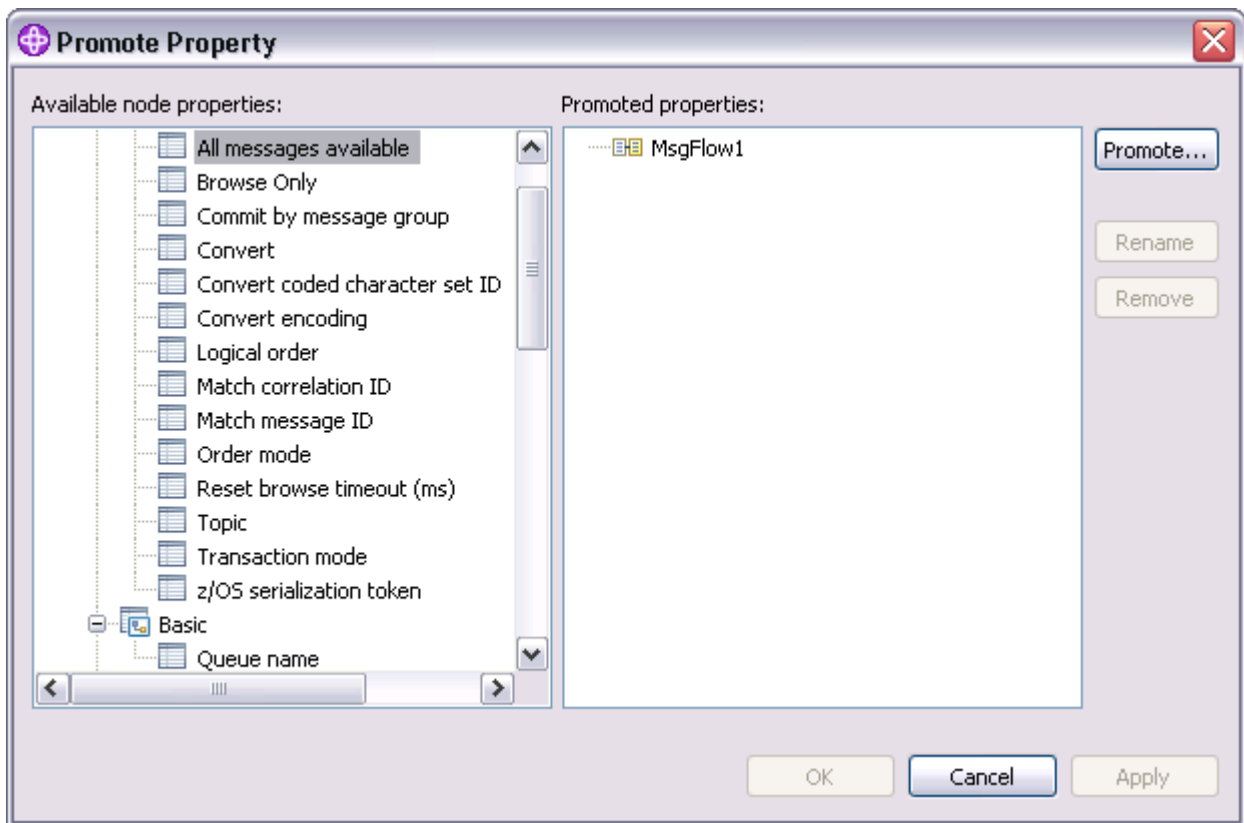 Promote Property
Available node properties:
All messages available
Browse Only
Commit by message group
Convert
Convert coded character set ID
Convert encoding
Logical order
Match correlation ID
Match message ID
Order mode
Reset browse timeout (ms)
Topic
Transaction mode
z/OS serialization token
Basic
Queue name
Promoted properties:
MsgFlow1
Promote...
Rename
Remove
OK
Cancel
Apply